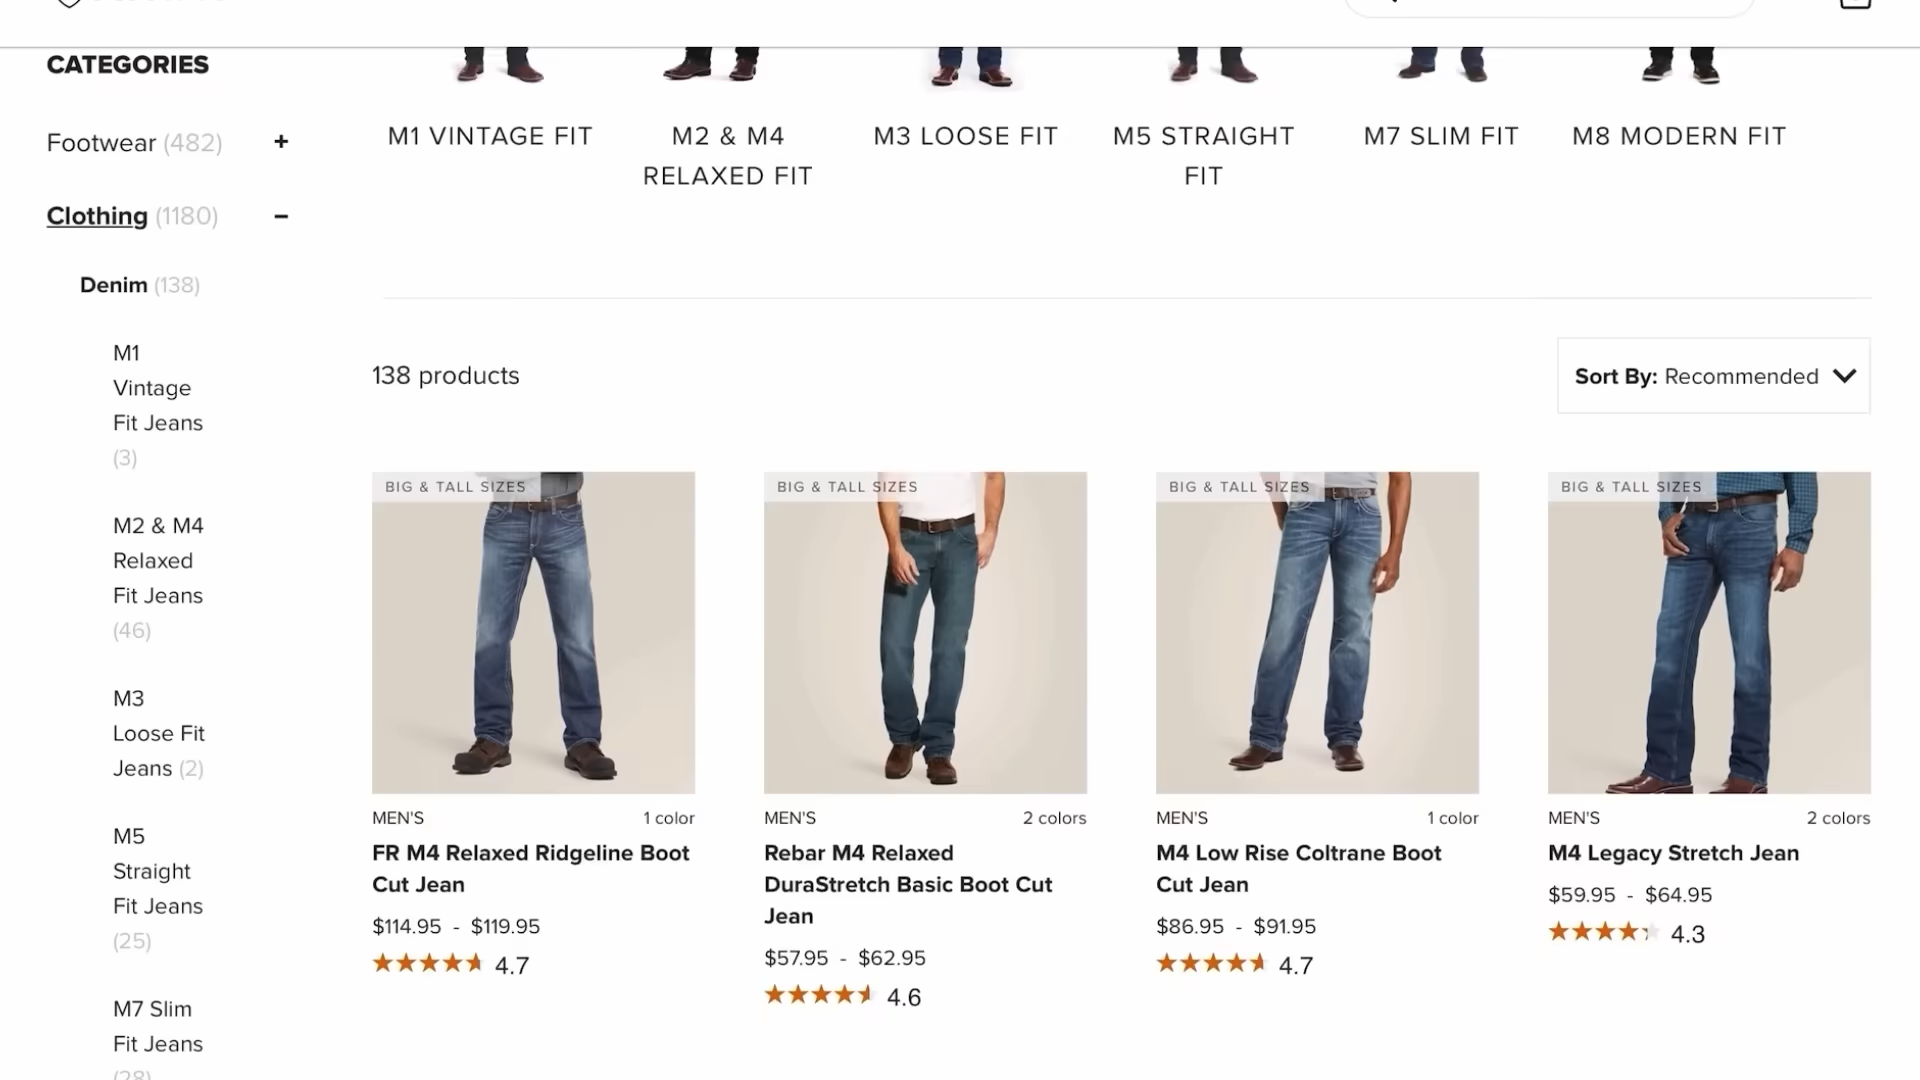 CATEGORIES
Footwear (482) +
Clothing (1180) –
Denim (138)
M1
Vintage
Fit Jeans
(3)
M2 & M4
Relaxed
Fit Jeans
(46)
M3
Loose Fit
Jeans (2)
M5
Straight
Fit Jeans
(25)
M7 Slim
Fit Jeans
(28)
M1 VINTAGE FIT
M2 & M4
RELAXED FIT
M3 LOOSE FIT
M5 STRAIGHT
FIT
M7 SLIM FIT
M8 MODERN FIT
138 products
Sort By: Recommended
BIG & TALL SIZES
MEN'S 1 color
FR M4 Relaxed Ridgeline Boot
Cut Jean
$114.95 - $119.95
4.7
BIG & TALL SIZES
MEN'S 2 colors
Rebar M4 Relaxed
DuraStretch Basic Boot Cut
Jean
$57.95 - $62.95
4.6
BIG & TALL SIZES
MEN'S 1 color
M4 Low Rise Coltrane Boot
Cut Jean
$86.95 - $91.95
4.7
BIG & TALL SIZES
MEN'S 2 colors
M4 Legacy Stretch Jean
$59.95 - $64.95
4.3